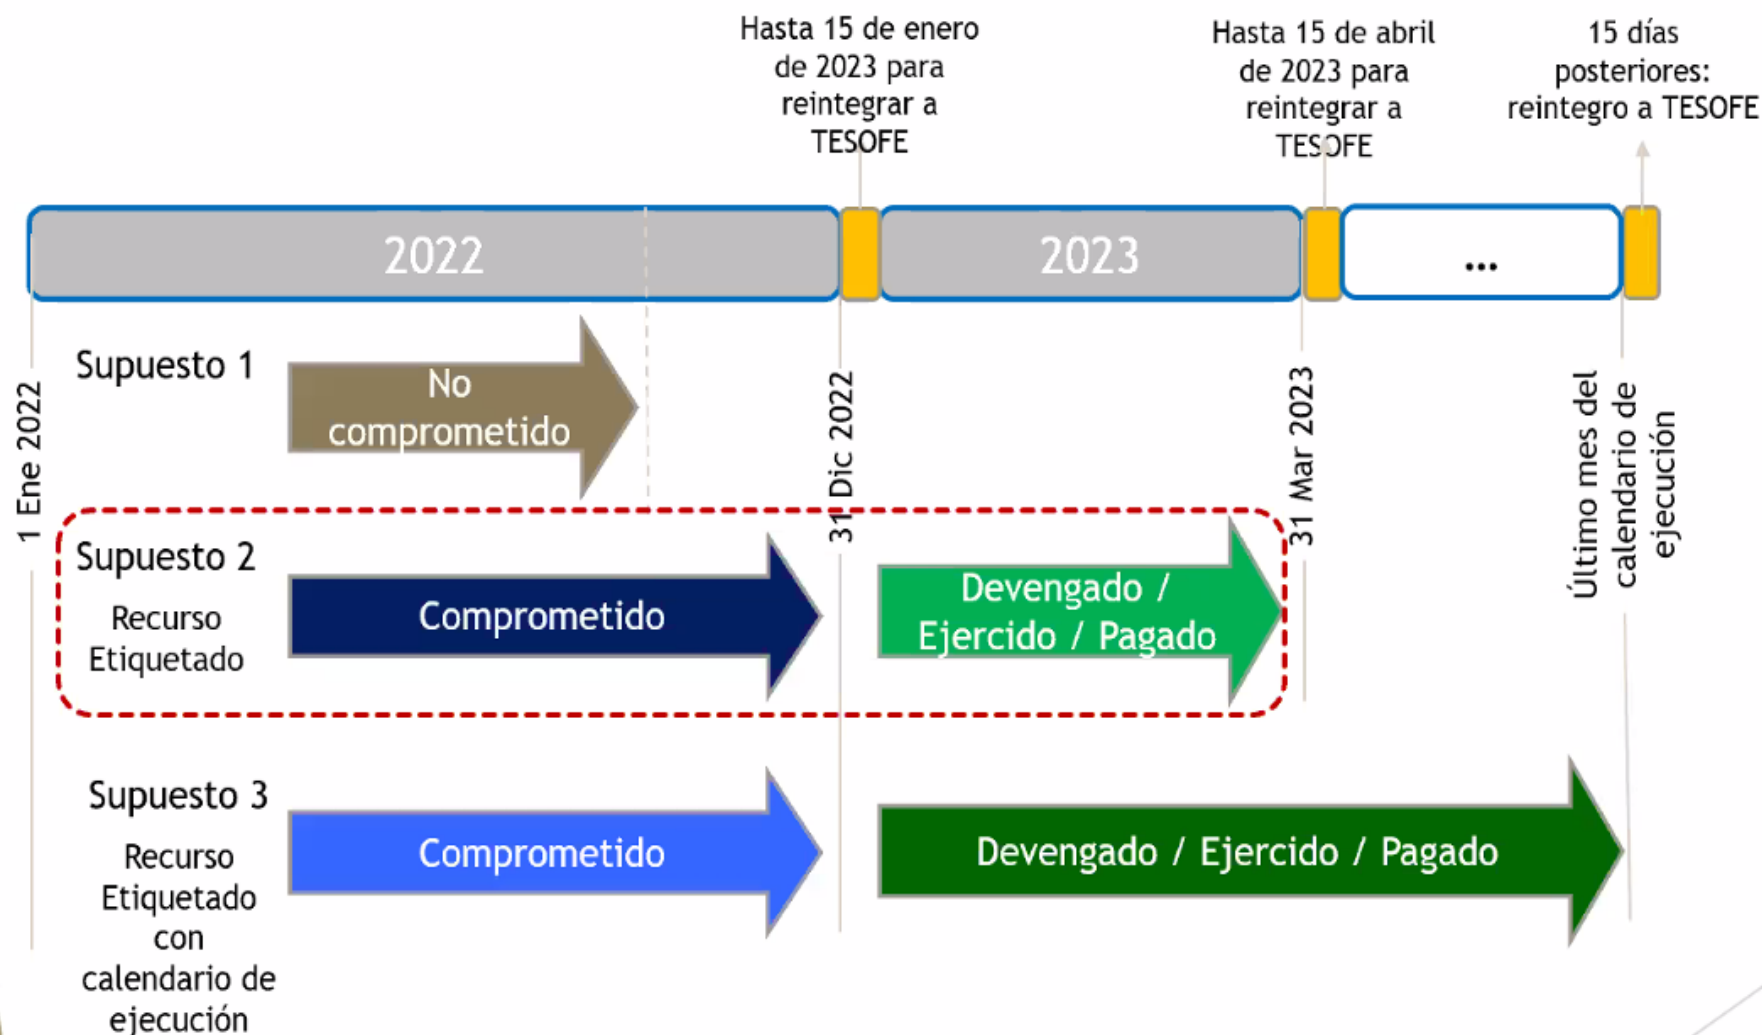 Hasta 15 de enero
de 2023 para
reintegrar a
TESOFE
Hasta 15 de abril
de 2023 para
reintegrar a
TESOFE
15 días
posteriores:
reintegro a TESOFE
2022
2023
...
1 Ene 2022
31 Dic 2022
31 Mar 2023
Último mes del
calendario de
ejecución
Supuesto 1
No
comprometido
Supuesto 2
Recurso
Etiquetado
Comprometido
Devengado /
Ejercido / Pagado
Supuesto 3
Recurso
Etiquetado
con
calendario de
ejecución
Comprometido
Devengado / Ejercido / Pagado